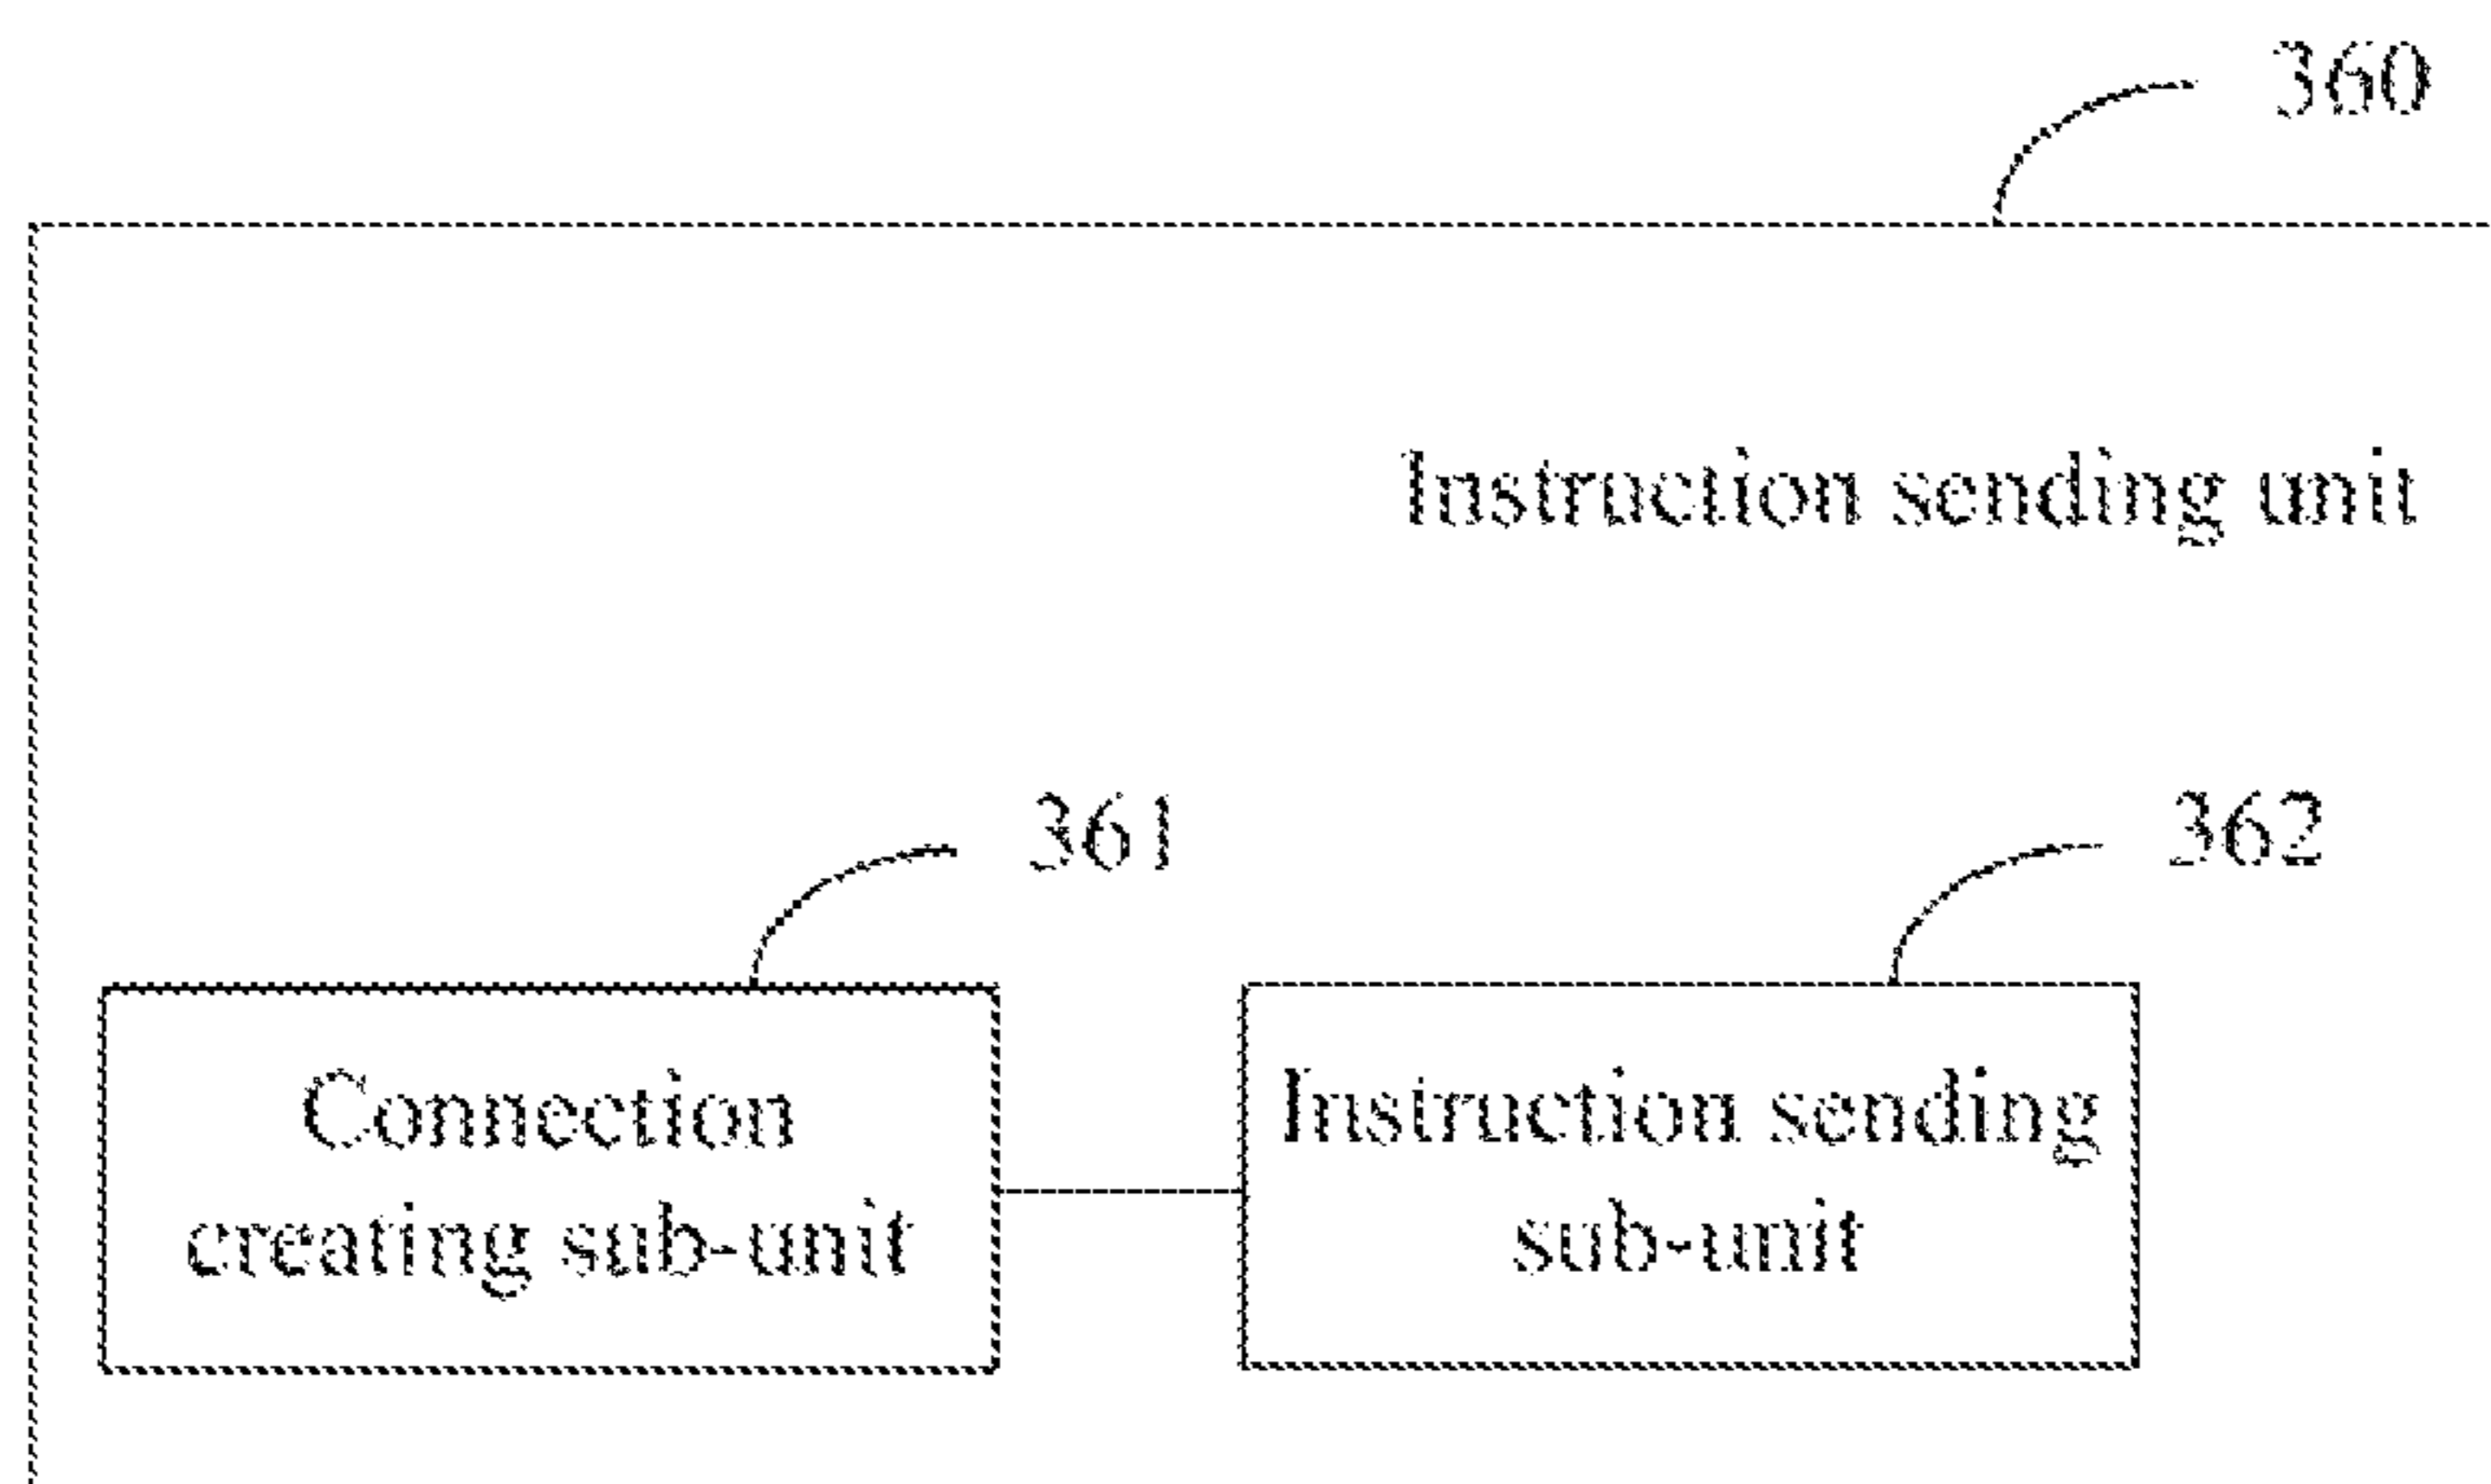 360
Instruction sending unit
361
362
Connection
creating sub-unit
Instruction sending
sub-unit